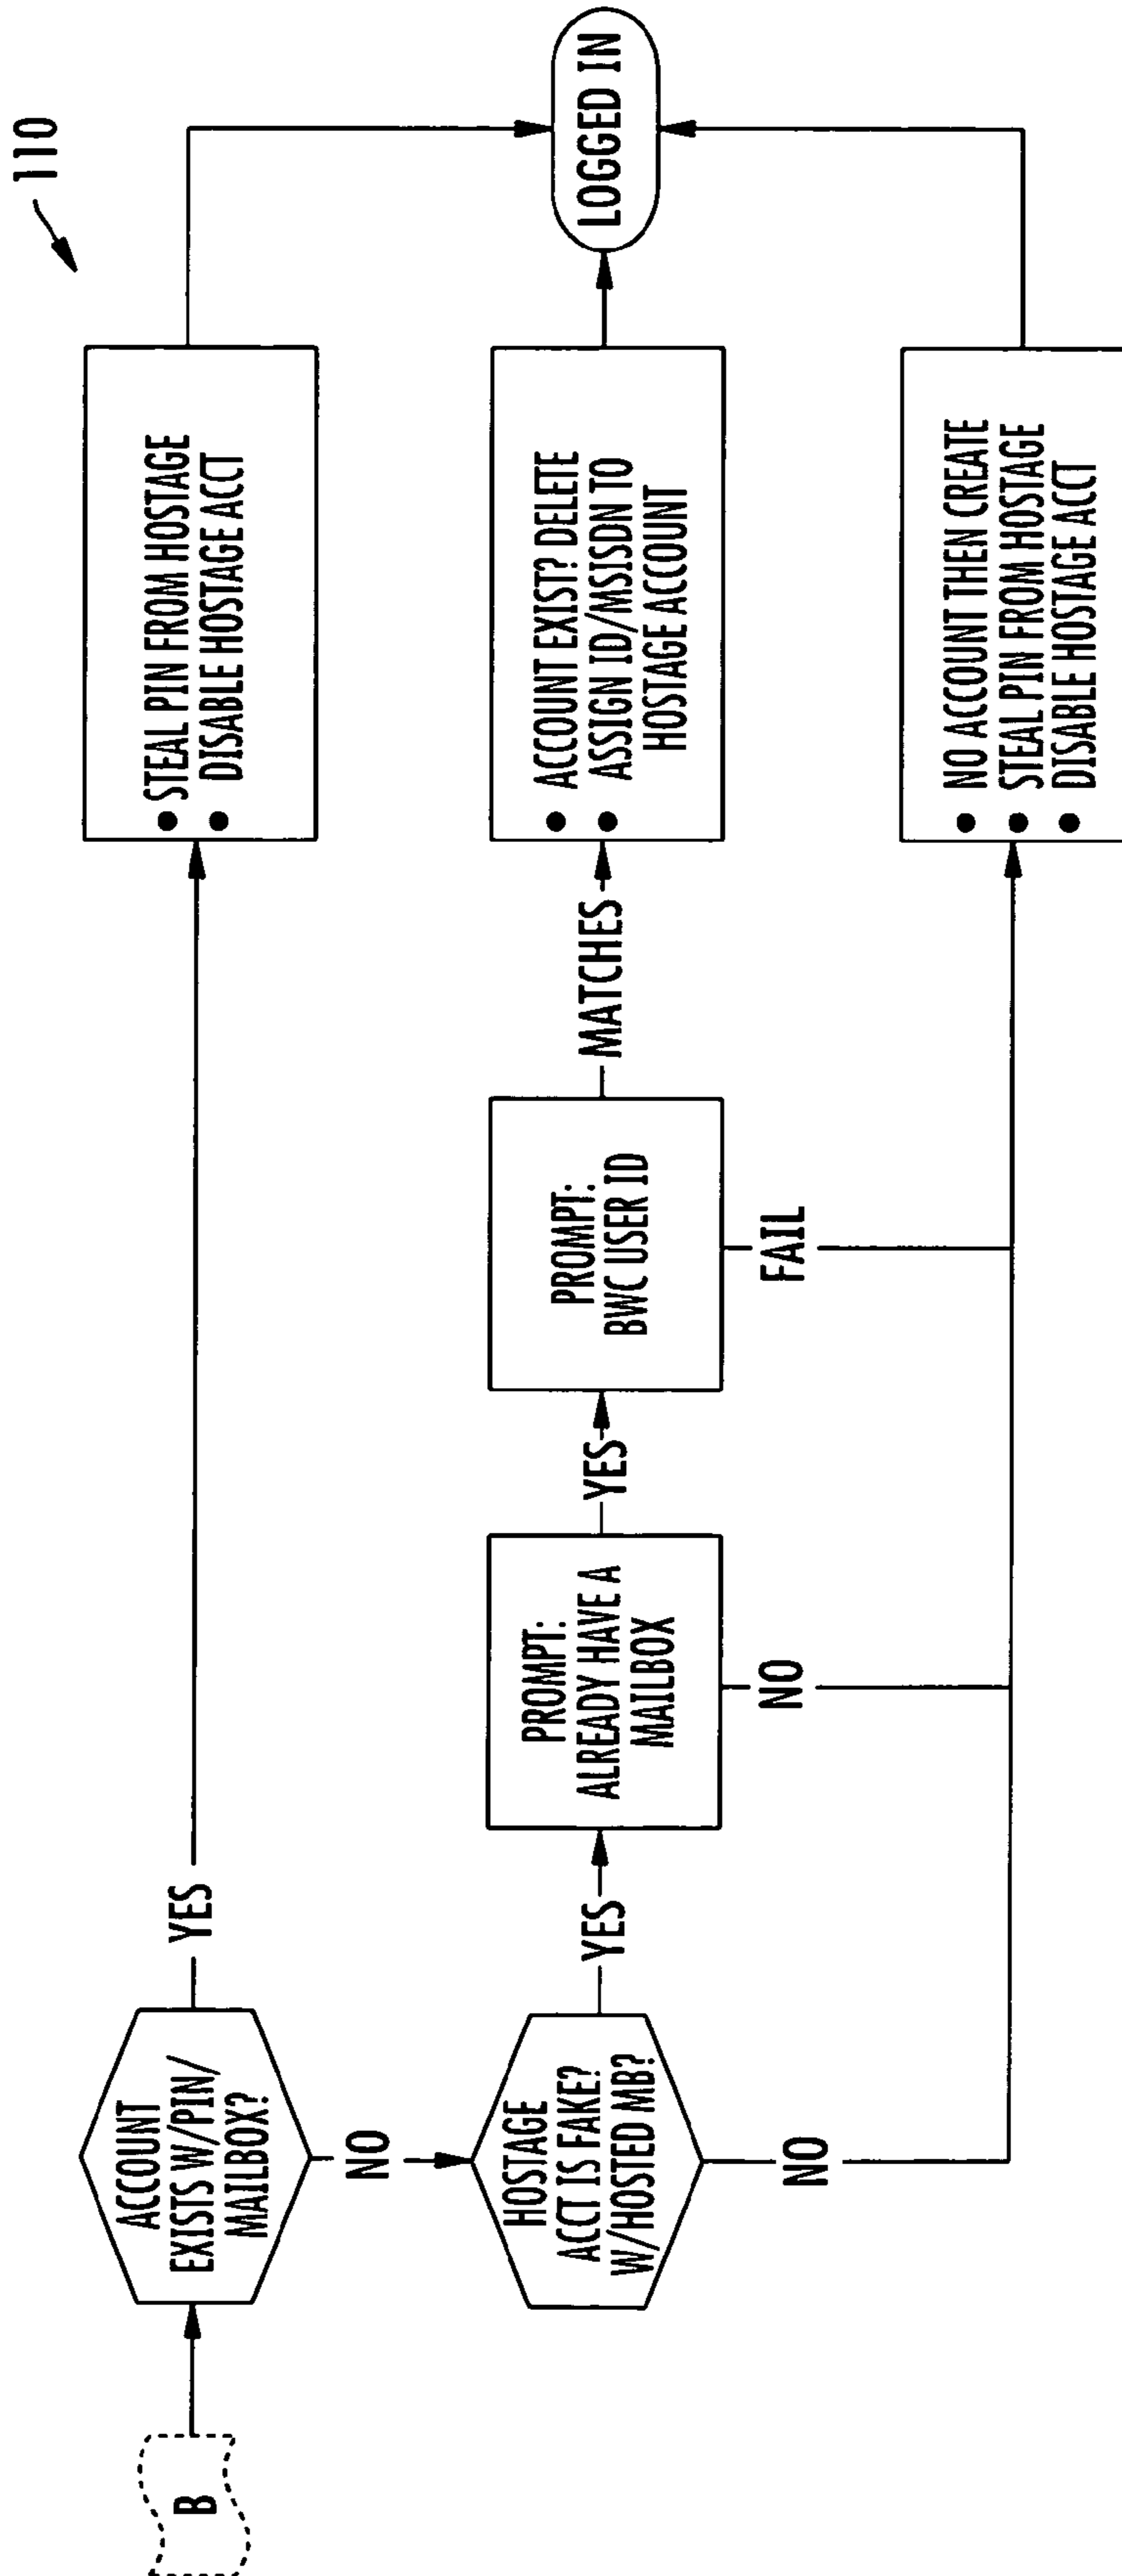 110
B
ACCOUNT
EXISTS W/PIN/
MAILBOX?
YES
● STEAL PIN FROM HOSTAGE
● DISABLE HOSTAGE ACCT
NO
HOSTAGE
ACCT IS FAKE?
W/HOSTED MB?
YES
PROMPT:
ALREADY HAVE A
MAILBOX
YES
PROMPT:
BWC USER ID
MATCHES
● ACCOUNT EXIST? DELETE
● ASSIGN ID/MSISDN TO
HOSTAGE ACCOUNT
LOGGED IN
NO
NO
FAIL
● NO ACCOUNT THEN CREATE
● STEAL PIN FROM HOSTAGE
● DISABLE HOSTAGE ACCT